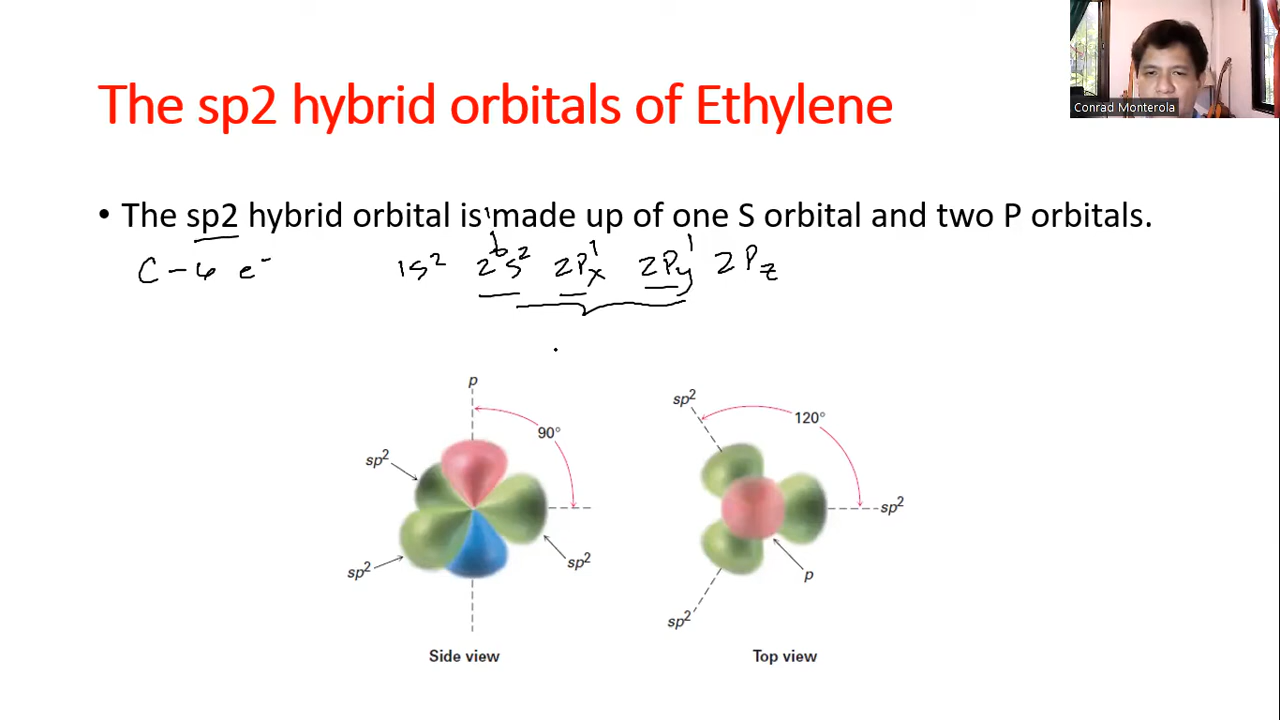 Conrad Monterola
The sp2 hybrid orbitals of Ethylene
• The sp2 hybrid orbital is made up of one S orbital and two P orbitals.
C - 6 e⁻ 1s² 2s² 2Px¹ 2Py¹ 2Pz
p
90°
sp²
sp²
sp²
Side view
sp²
120°
sp²
p
sp²
Top view